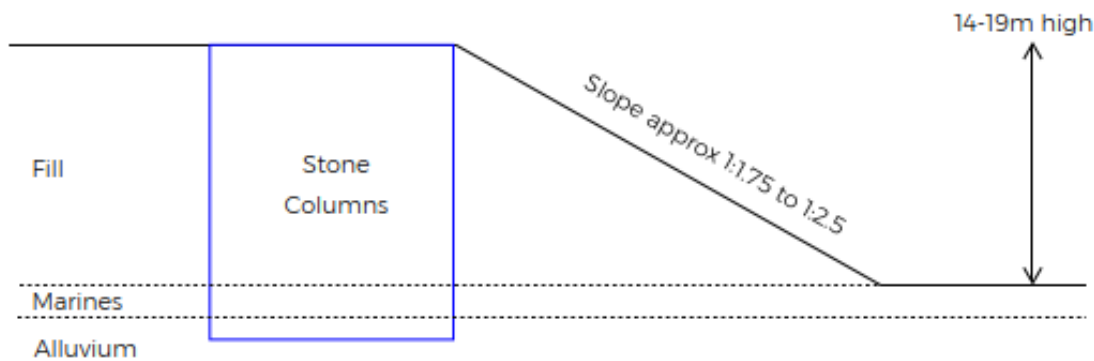 14-19m high
Slope approx 1:1.75 to 1:2.5
Fill
Stone
Columns
Marines
Alluvium